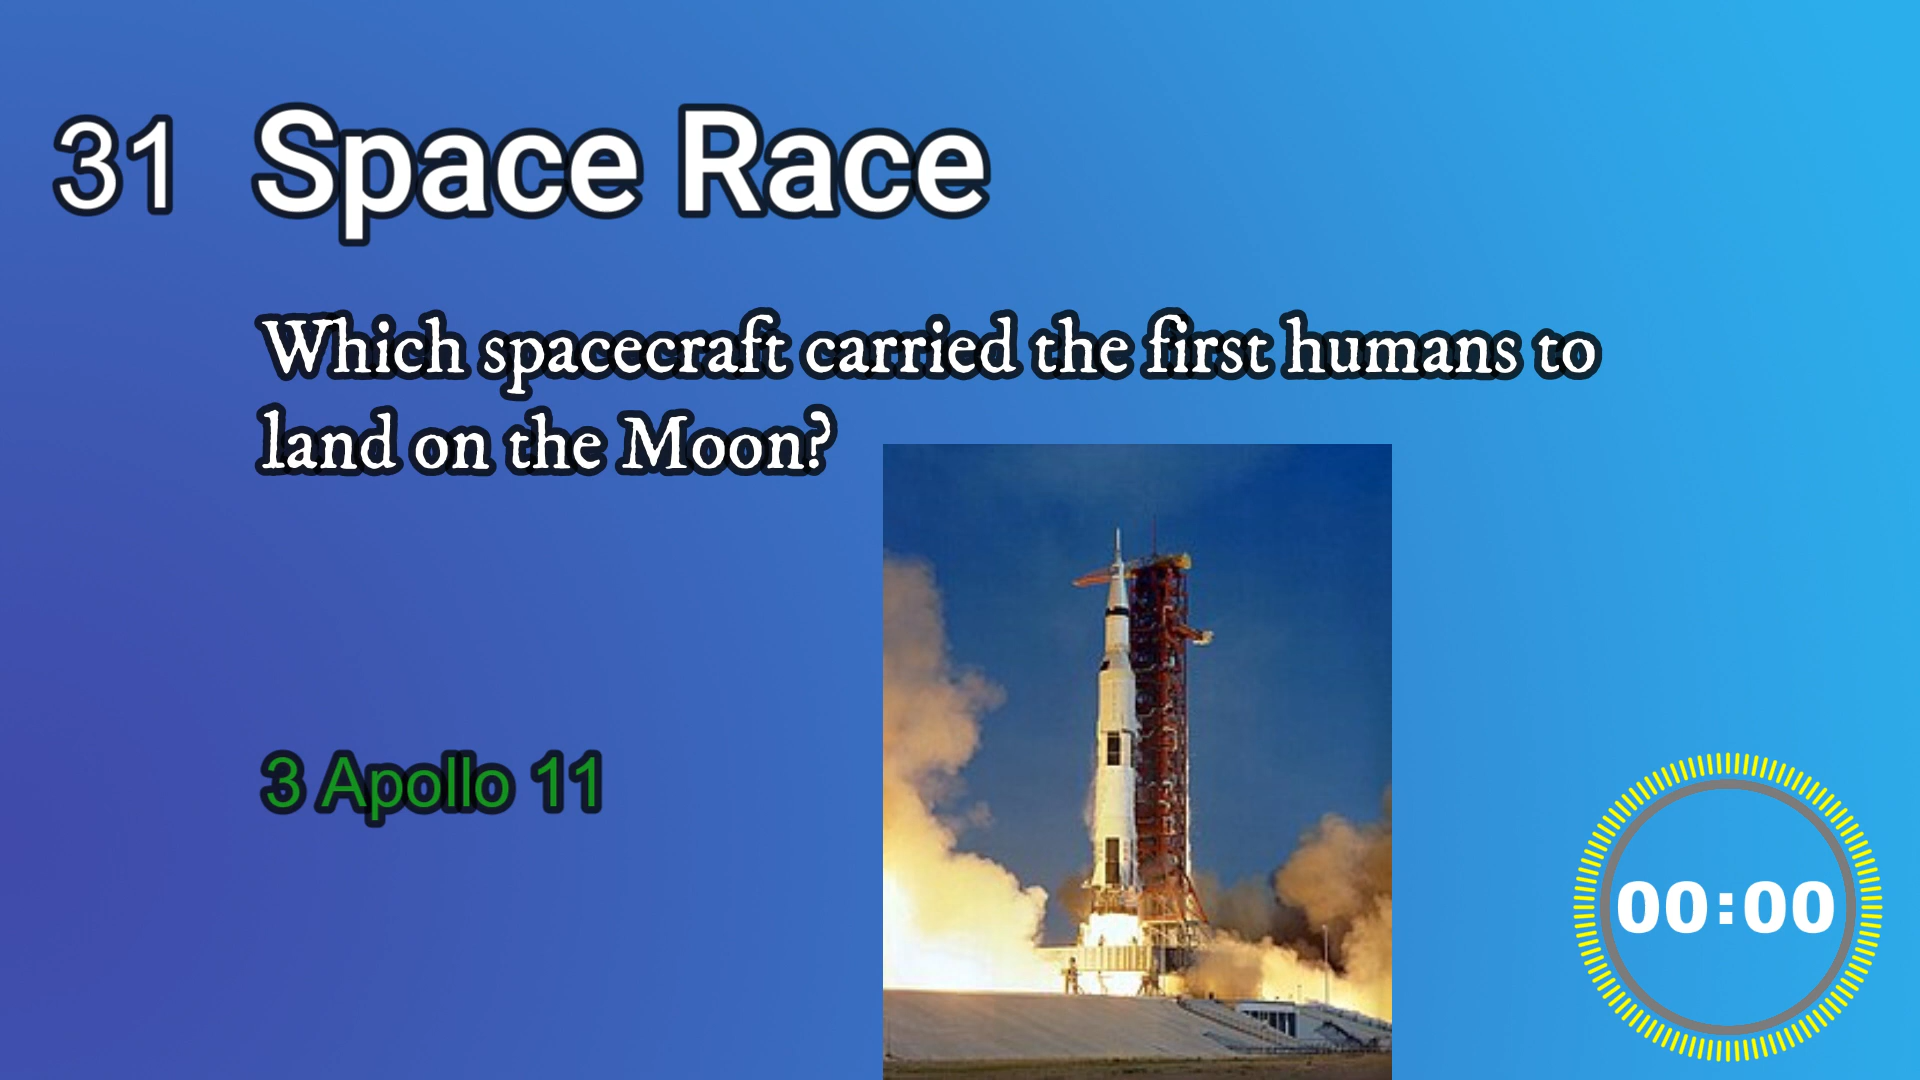 31 Space Race
Which spacecraft carried the first humans to
land on the Moon?
3 Apollo 11
00:00